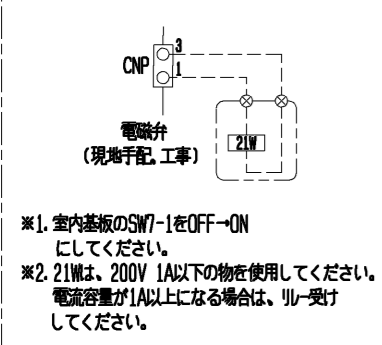 3
CNP
1
電磁弁
(現地手配、工事)
21W
※1. 室内基板のSW7-1をOFF→ON
にしてください。
※2. 21Wは、200V 1A以下の物を使用してください。
電流容量が1A以上になる場合は、リレー受け
してください。